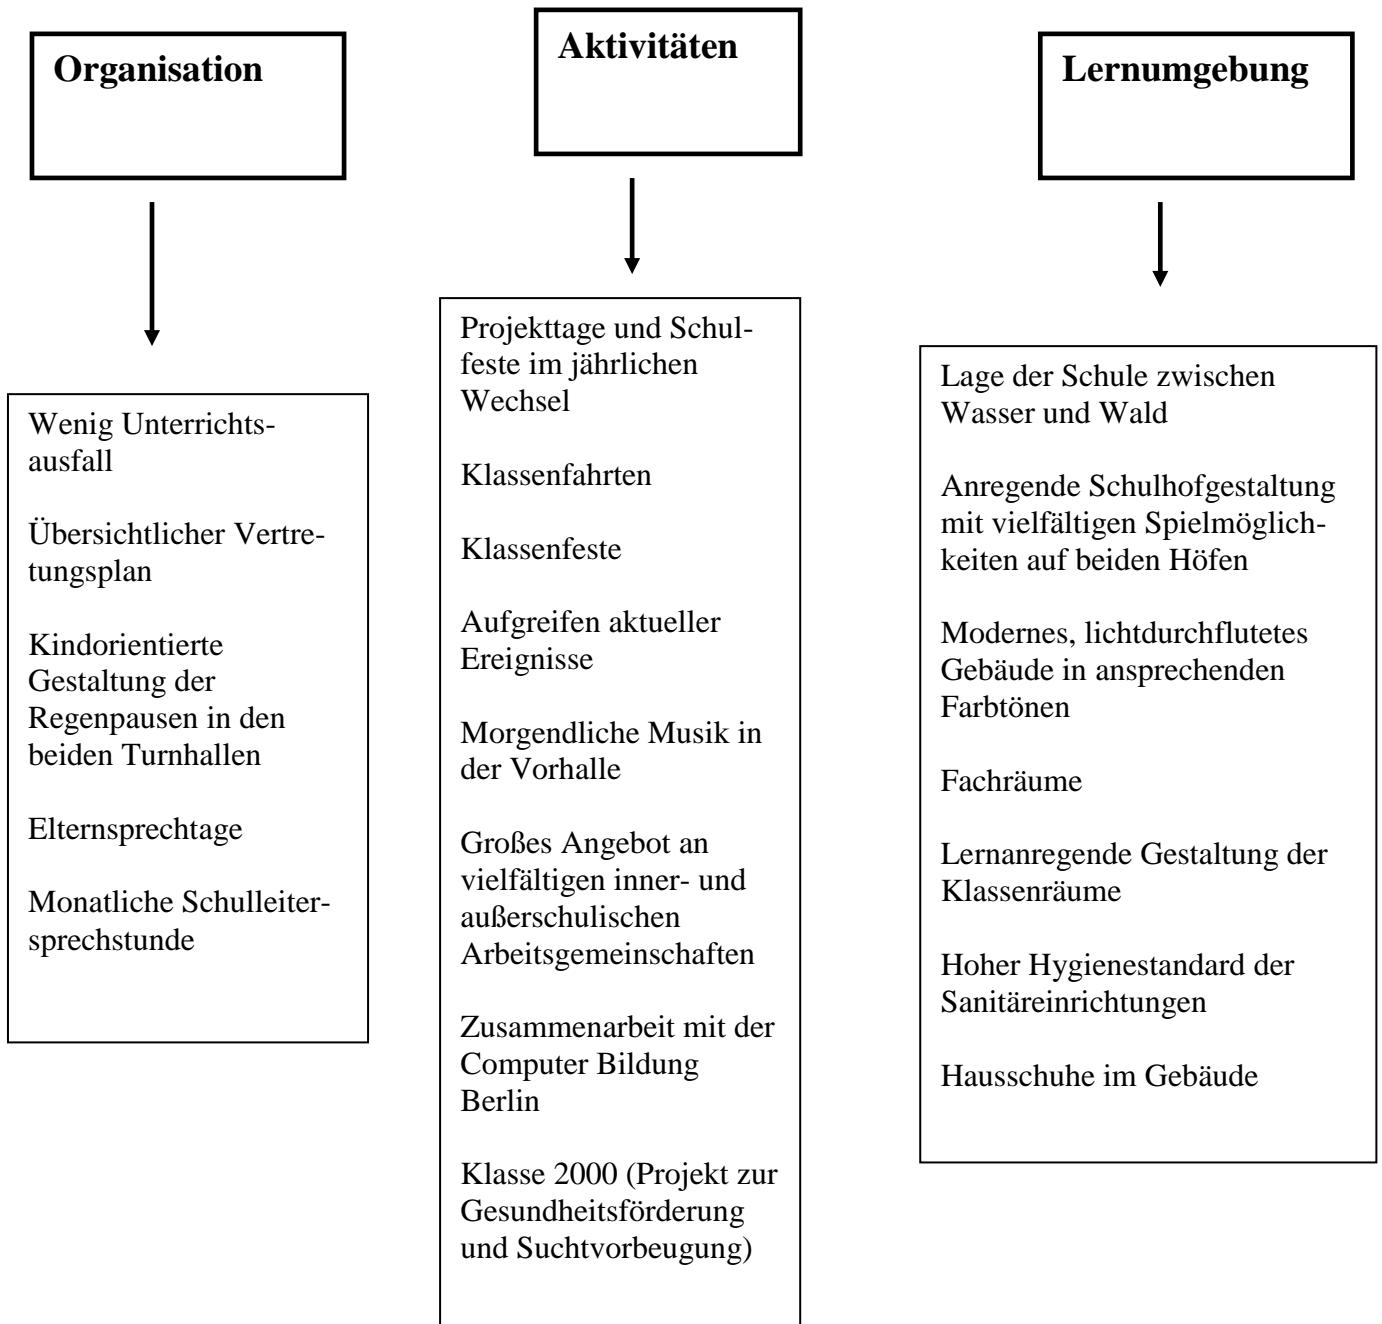 Organisation
Wenig Unterrichts-
ausfall
Übersichtlicher Vertre-
tungsplan
Kindorientierte
Gestaltung der
Regenpausen in den
beiden Turnhallen
Elternsprechtage
Monatliche Schulleiter-
sprechstunde
Aktivitäten
Projekttage und Schul-
feste im jährlichen
Wechsel
Klassenfahrten
Klassenfeste
Aufgreifen aktueller
Ereignisse
Morgendliche Musik in
der Vorhalle
Großes Angebot an
vielfältigen inner- und
außerschulischen
Arbeitsgemeinschaften
Zusammenarbeit mit der
Computer Bildung
Berlin
Klasse 2000 (Projekt zur
Gesundheitsförderung
und Suchtvorbeugung)
Lernumgebung
Lage der Schule zwischen
Wasser und Wald
Anregende Schulhofgestaltung
mit vielfältigen Spielmöglich-
keiten auf beiden Höfen
Modernes, lichtdurchflutetes
Gebäude in ansprechenden
Farbtönen
Fachräume
Lernanregende Gestaltung der
Klassenräume
Hoher Hygienestandard der
Sanitäreinrichtungen
Hausschuhe im Gebäude